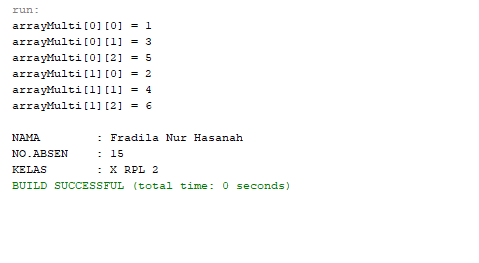 run:
arrayMulti[0][0] = 1
arrayMulti[0][1] = 3
arrayMulti[0][2] = 5
arrayMulti[1][0] = 2
arrayMulti[1][1] = 4
arrayMulti[1][2] = 6
NAMA : Fradila Nur Hasanah
NO.ABSEN : 15
KELAS : X RPL 2
BUILD SUCCESSFUL (total time: 0 seconds)